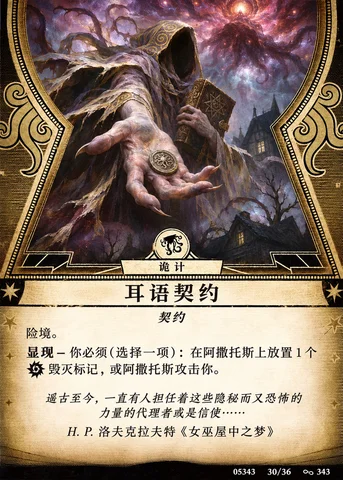 诡计
耳语契约
契约
险境。
显现－你必须(选择一项)：在阿撒托斯上放置1个
毁灭标记，或阿撒托斯攻击你。
遥古至今，一直有人担任着这些隐秘而又恐怖的
力量的代理者或是信使……
H. P. 洛夫克拉夫特《女巫屋中之梦》
05343 30/36 343